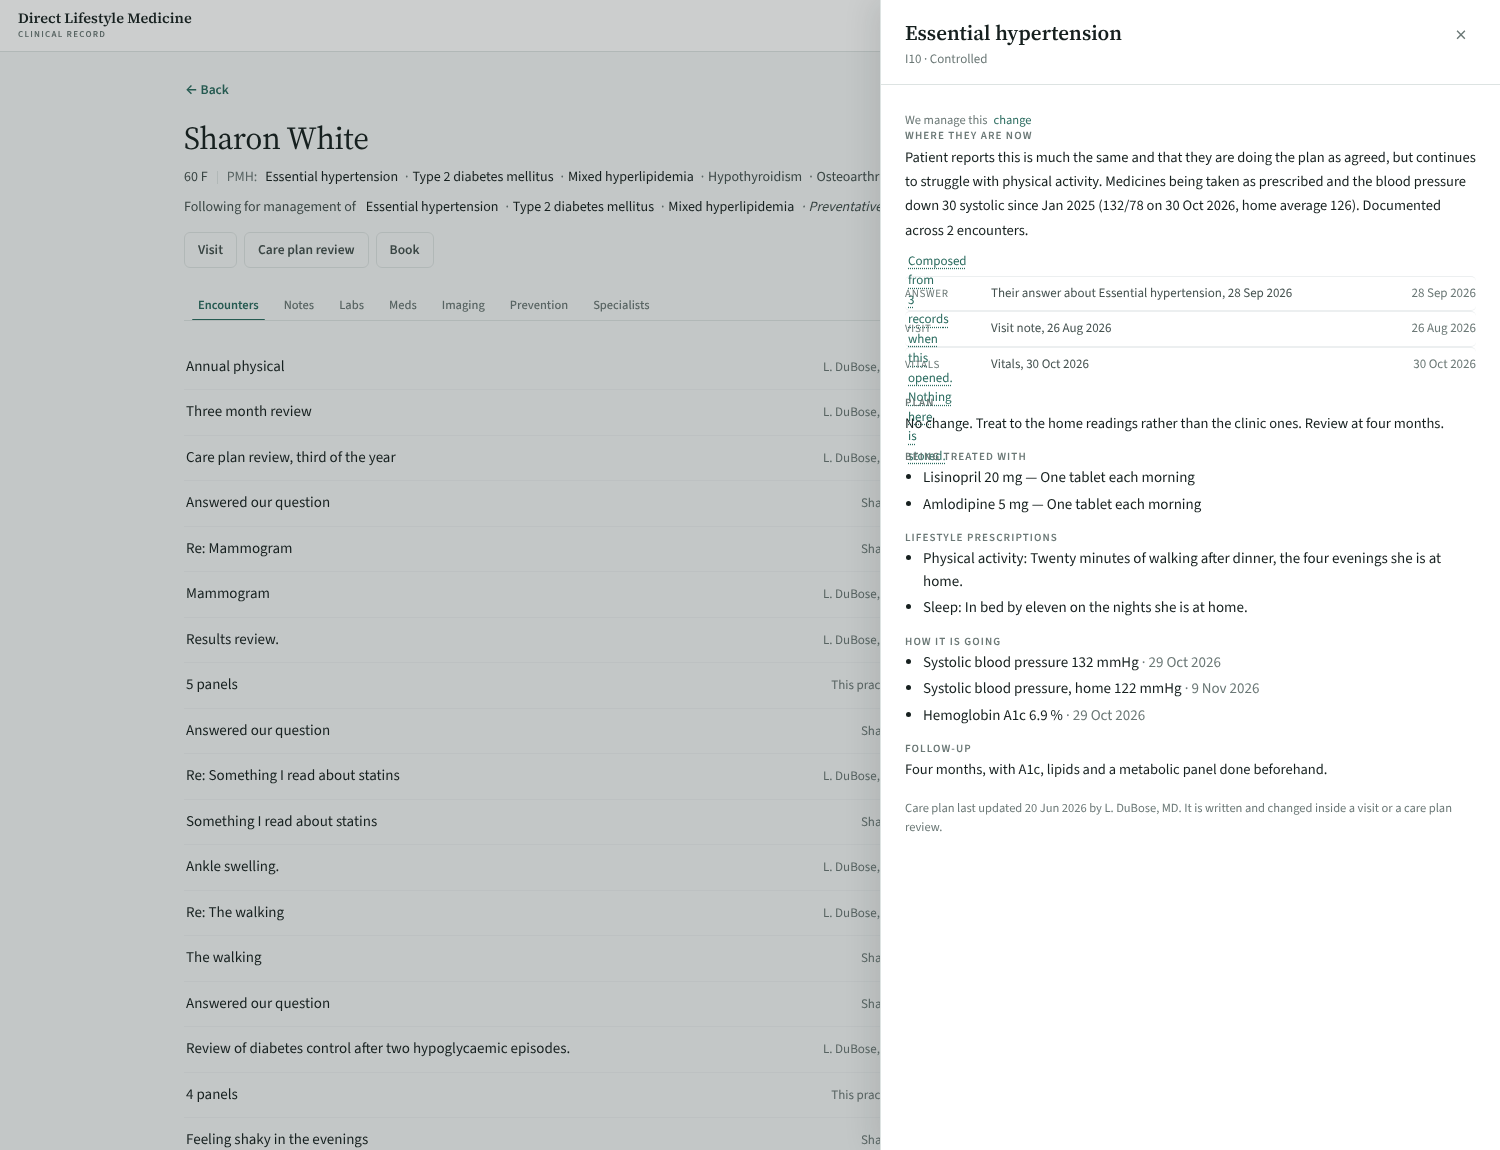 Direct Lifestyle Medicine
CLINICAL RECORD
← Back
Sharon White
60 F | PMH: Essential hypertension · Type 2 diabetes mellitus · Mixed hyperlipidemia · Hypothyroidism · Osteoarthr
Following for management of Essential hypertension · Type 2 diabetes mellitus · Mixed hyperlipidemia · Preventative
Visit
Care plan review
Book
Encounters
Notes
Labs
Meds
Imaging
Prevention
Specialists
Annual physical L. DuBose,
Three month review L. DuBose,
Care plan review, third of the year L. DuBose,
Answered our question Sha
Re: Mammogram Sha
Mammogram L. DuBose,
Results review. L. DuBose,
5 panels This prac
Answered our question Sha
Re: Something I read about statins L. DuBose,
Something I read about statins Sha
Ankle swelling. L. DuBose,
Re: The walking L. DuBose,
The walking Sha
Answered our question Sha
Review of diabetes control after two hypoglycaemic episodes. L. DuBose,
4 panels This prac
Feeling shaky in the evenings Sha
Essential hypertension ×
I10 · Controlled
We manage this change
WHERE THEY ARE NOW
Patient reports this is much the same and that they are doing the plan as agreed, but continues
to struggle with physical activity. Medicines being taken as prescribed and the blood pressure
down 30 systolic since Jan 2025 (132/78 on 30 Oct 2026, home average 126). Documented
across 2 encounters.
Composed
from
3
records
when
this
opened.
Nothing
here
is
stored.
ANSWER Their answer about Essential hypertension, 28 Sep 2026 28 Sep 2026
VISIT Visit note, 26 Aug 2026 26 Aug 2026
VITALS Vitals, 30 Oct 2026 30 Oct 2026
PLAN
No change. Treat to the home readings rather than the clinic ones. Review at four months.
BEING TREATED WITH
• Lisinopril 20 mg — One tablet each morning
• Amlodipine 5 mg — One tablet each morning
LIFESTYLE PRESCRIPTIONS
• Physical activity: Twenty minutes of walking after dinner, the four evenings she is at
home.
• Sleep: In bed by eleven on the nights she is at home.
HOW IT IS GOING
• Systolic blood pressure 132 mmHg · 29 Oct 2026
• Systolic blood pressure, home 122 mmHg · 9 Nov 2026
• Hemoglobin A1c 6.9 % · 29 Oct 2026
FOLLOW-UP
Four months, with A1c, lipids and a metabolic panel done beforehand.
Care plan last updated 20 Jun 2026 by L. DuBose, MD. It is written and changed inside a visit or a care plan
review.